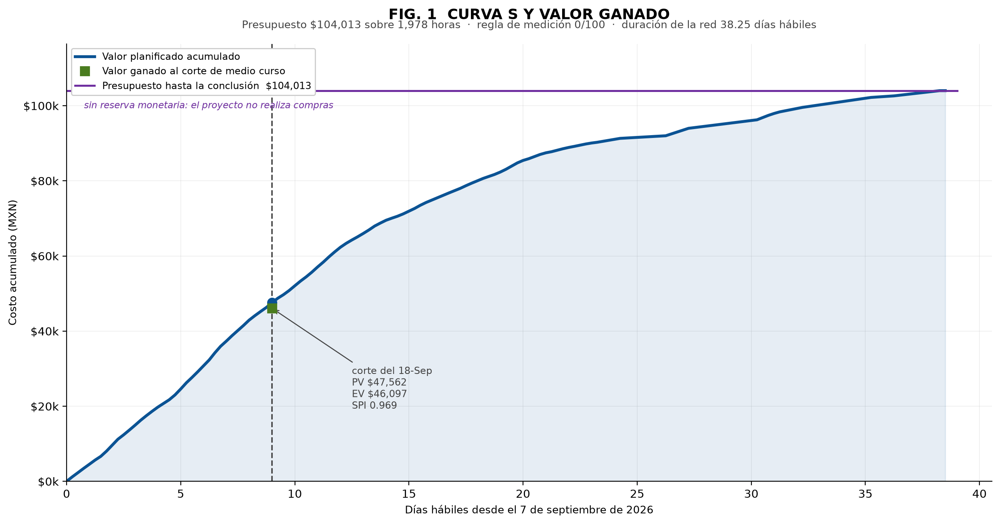 FIG. 1  CURVA S Y VALOR GANADO
Presupuesto $104,013 sobre 1,978 horas · regla de medición 0/100 · duración de la red 38.25 días hábiles
Valor planificado acumulado
Valor ganado al corte de medio curso
Presupuesto hasta la conclusión  $104,013
sin reserva monetaria: el proyecto no realiza compras
$100k
$80k
$60k
$40k
$20k
$0k
Costo acumulado (MXN)
corte del 18-Sep
PV $47,562
EV $46,097
SPI 0.969
0 5 10 15 20 25 30 35 40
Días hábiles desde el 7 de septiembre de 2026